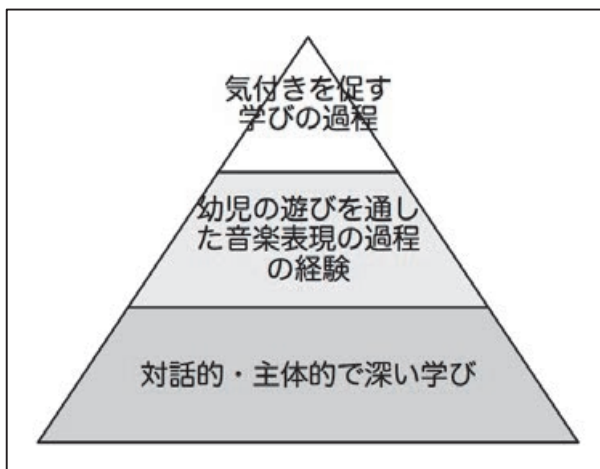 気付きを促す
学びの過程
幼児の遊びを通し
た音楽表現の過程
の経験
対話的・主体的で深い学び